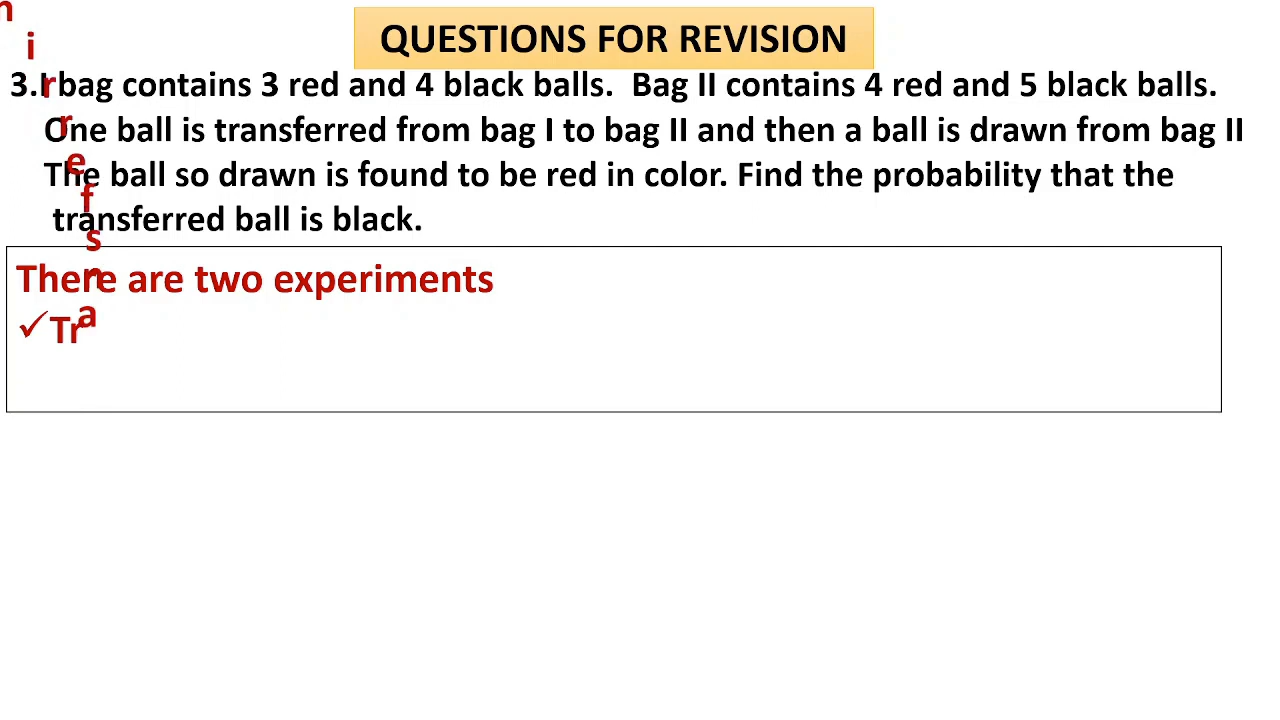 QUESTIONS FOR REVISION
3.I bag contains 3 red and 4 black balls. Bag II contains 4 red and 5 black balls.
One ball is transferred from bag I to bag II and then a ball is drawn from bag II
The ball so drawn is found to be red in color. Find the probability that the
transferred ball is black.
There are two experiments
✓Tr
a
n
s
f
e
r
r
i
n